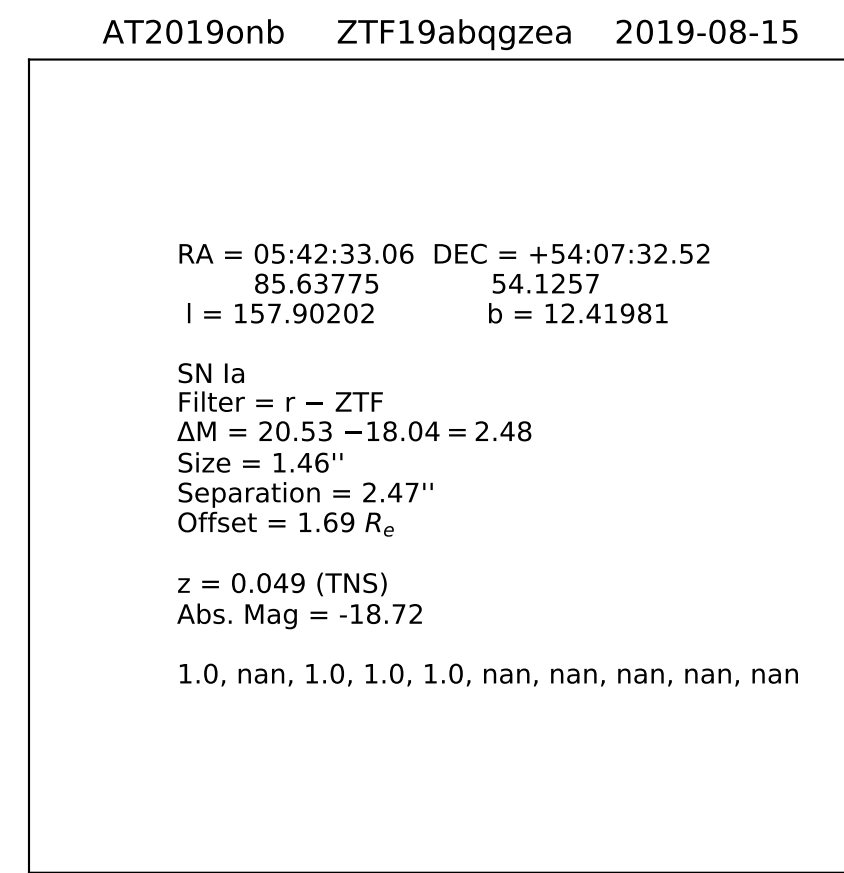 AT2019onb ZTF19abqgzea 2019-08-15
RA = 05:42:33.06 DEC = +54:07:32.52
85.63775 54.1257
l = 157.90202 b = 12.41981
SN Ia
Filter = r − ZTF
ΔM = 20.53 −18.04 = 2.48
Size = 1.46''
Separation = 2.47''
Offset = 1.69 Rₑ
z = 0.049 (TNS)
Abs. Mag = -18.72
1.0, nan, 1.0, 1.0, 1.0, nan, nan, nan, nan, nan